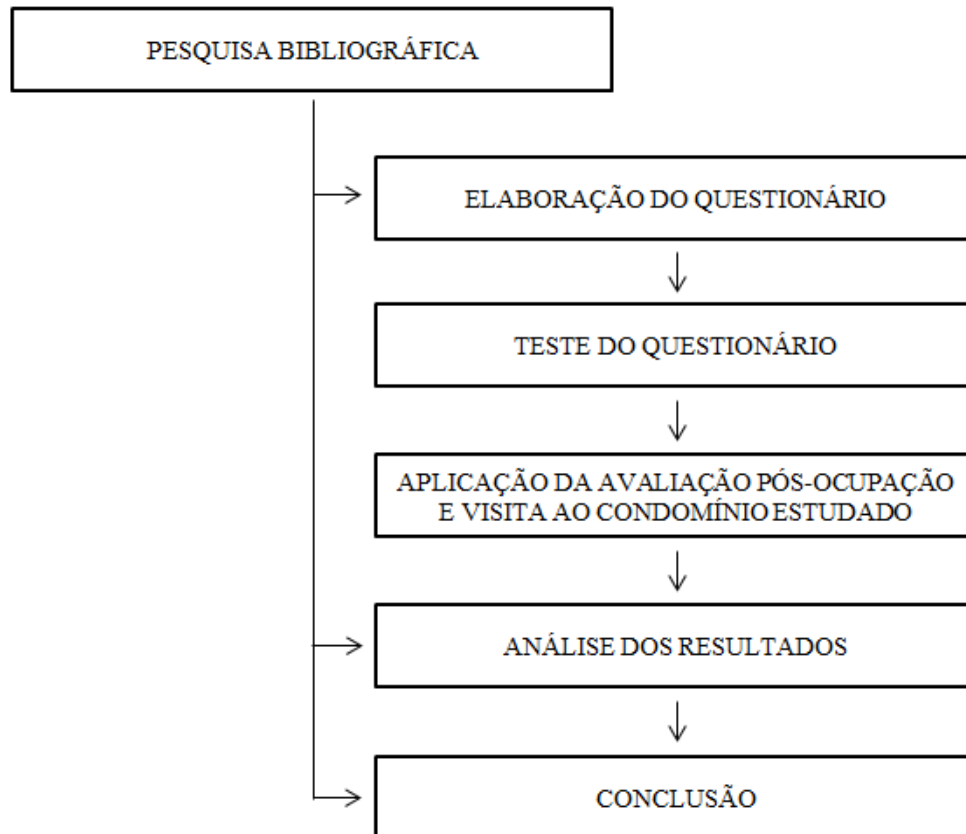 PESQUISA BIBLIOGRÁFICA
ELABORAÇÃO DO QUESTIONÁRIO
TESTE DO QUESTIONÁRIO
APLICAÇÃO DA AVALIAÇÃO PÓS-OCUPAÇÃO
E VISITA AO CONDOMÍNIO ESTUDADO
ANÁLISE DOS RESULTADOS
CONCLUSÃO